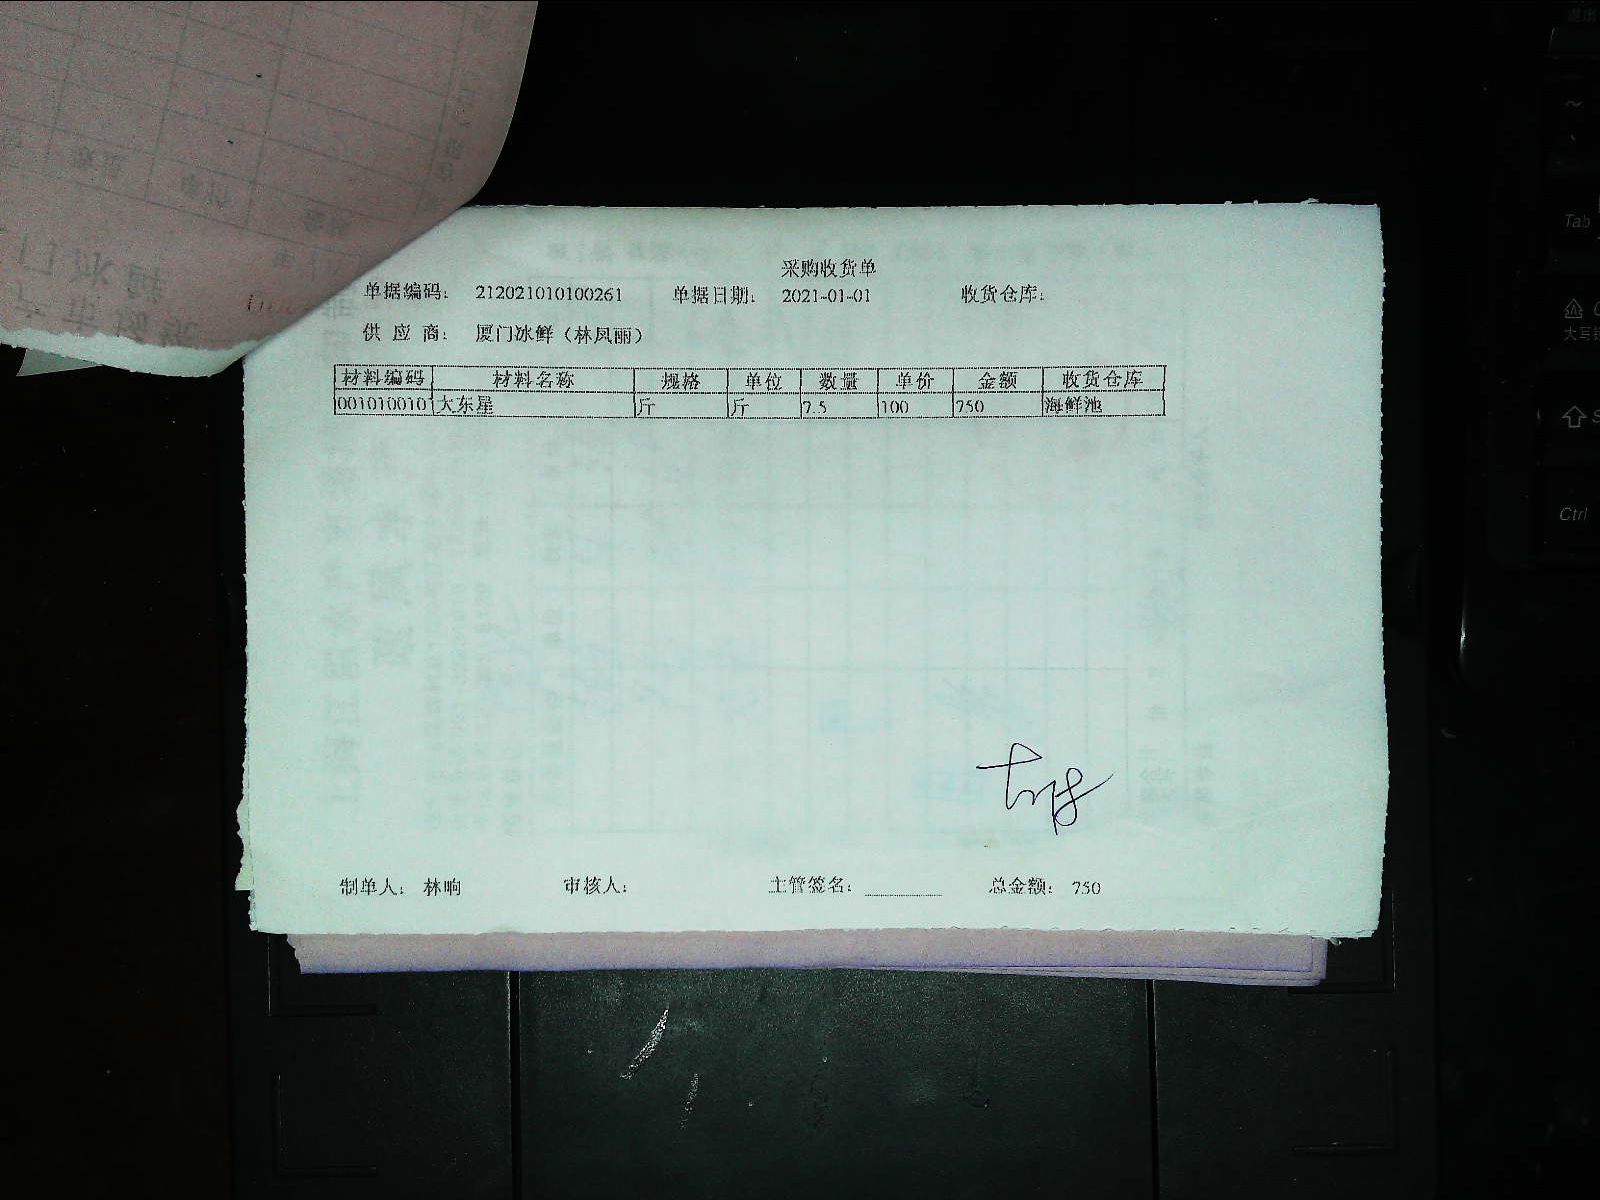 采购收货单
单据编码： 212021010100261 单据日期： 2021-01-01 收货仓库：
供 应 商： 厦门冰鲜（林凤丽）
材料编码 材料名称 规格 单位 数量 单价 金额 收货仓库
001010010 大东星 斤 斤 7.5 100 750 海鲜池
制单人： 林响 审核人： 主管签名： 总金额： 750
Tab
Ctrl